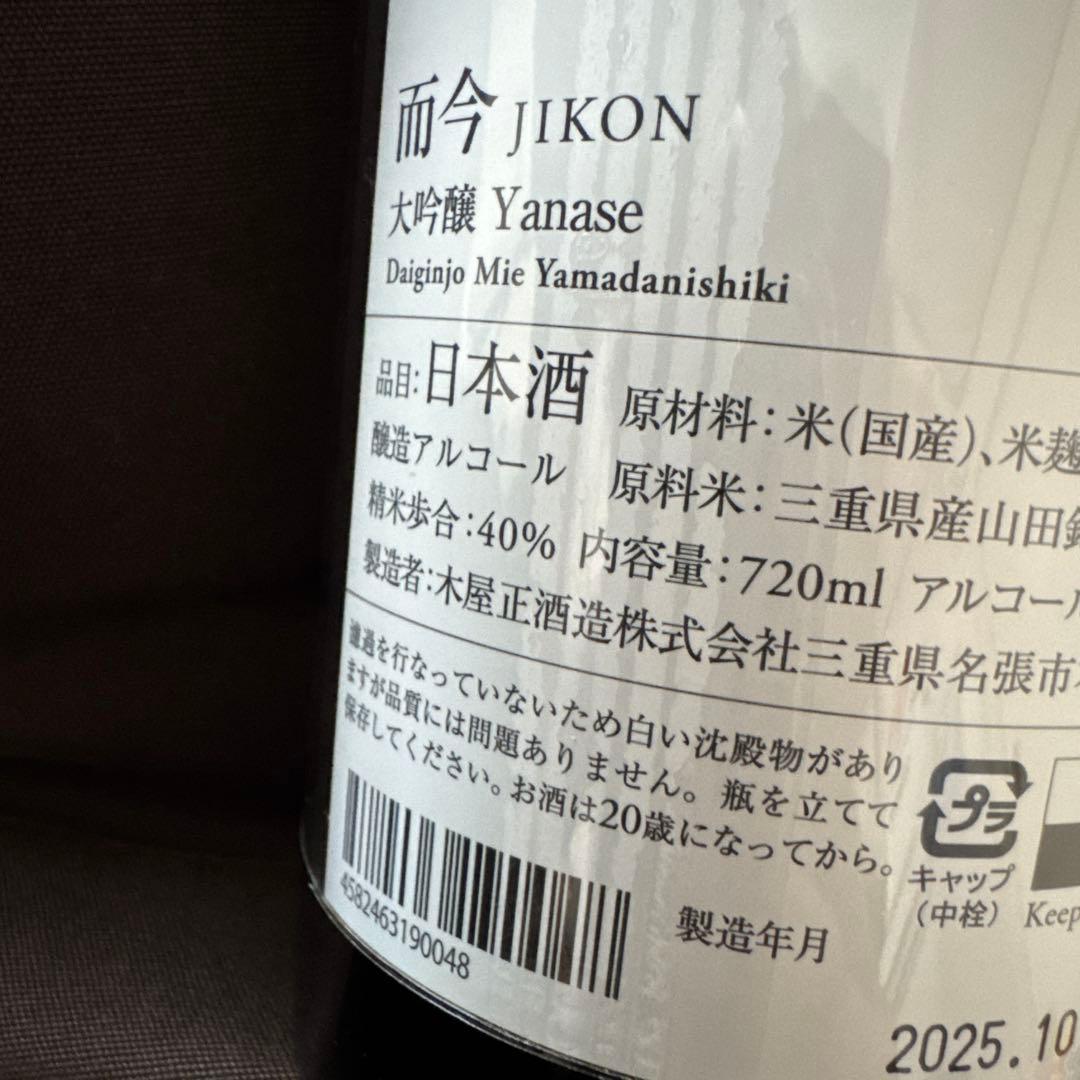 而今 JIKON
大吟醸 Yanase
Daiginjo Mie Yamadanishiki
品目:日本酒 原材料:米(国産)、米麹
醸造アルコール 原料米:三重県産山田錦
精米歩合:40% 内容量:720ml アルコール
製造者:木屋正酒造株式会社三重県名張市
濾過を行なっていないため白い沈殿物があり
ますが品質には問題ありません。瓶を立てて
保存してください。お酒は20歳になってから。
プラ
キャップ
(中栓)
Keep
4582463190048
製造年月
2025.10